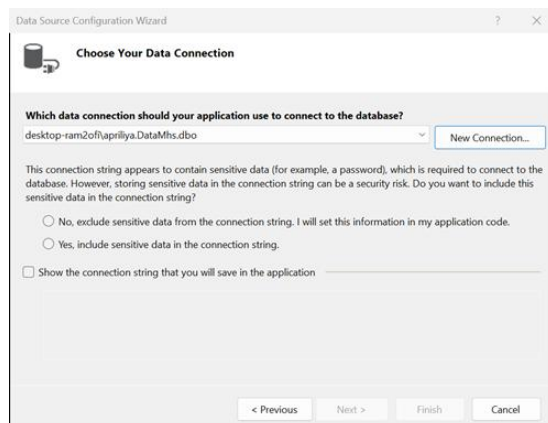 Data Source Configuration Wizard ? X
Choose Your Data Connection
Which data connection should your application use to connect to the database?
desktop-ram2ofi\apriliya.DataMhs.dbo
New Connection...
This connection string appears to contain sensitive data (for example, a password), which is required to connect to the
database. However, storing sensitive data in the connection string can be a security risk. Do you want to include this
sensitive data in the connection string?
No, exclude sensitive data from the connection string. I will set this information in my application code.
Yes, include sensitive data in the connection string.
Show the connection string that you will save in the application
< Previous Next > Finish Cancel